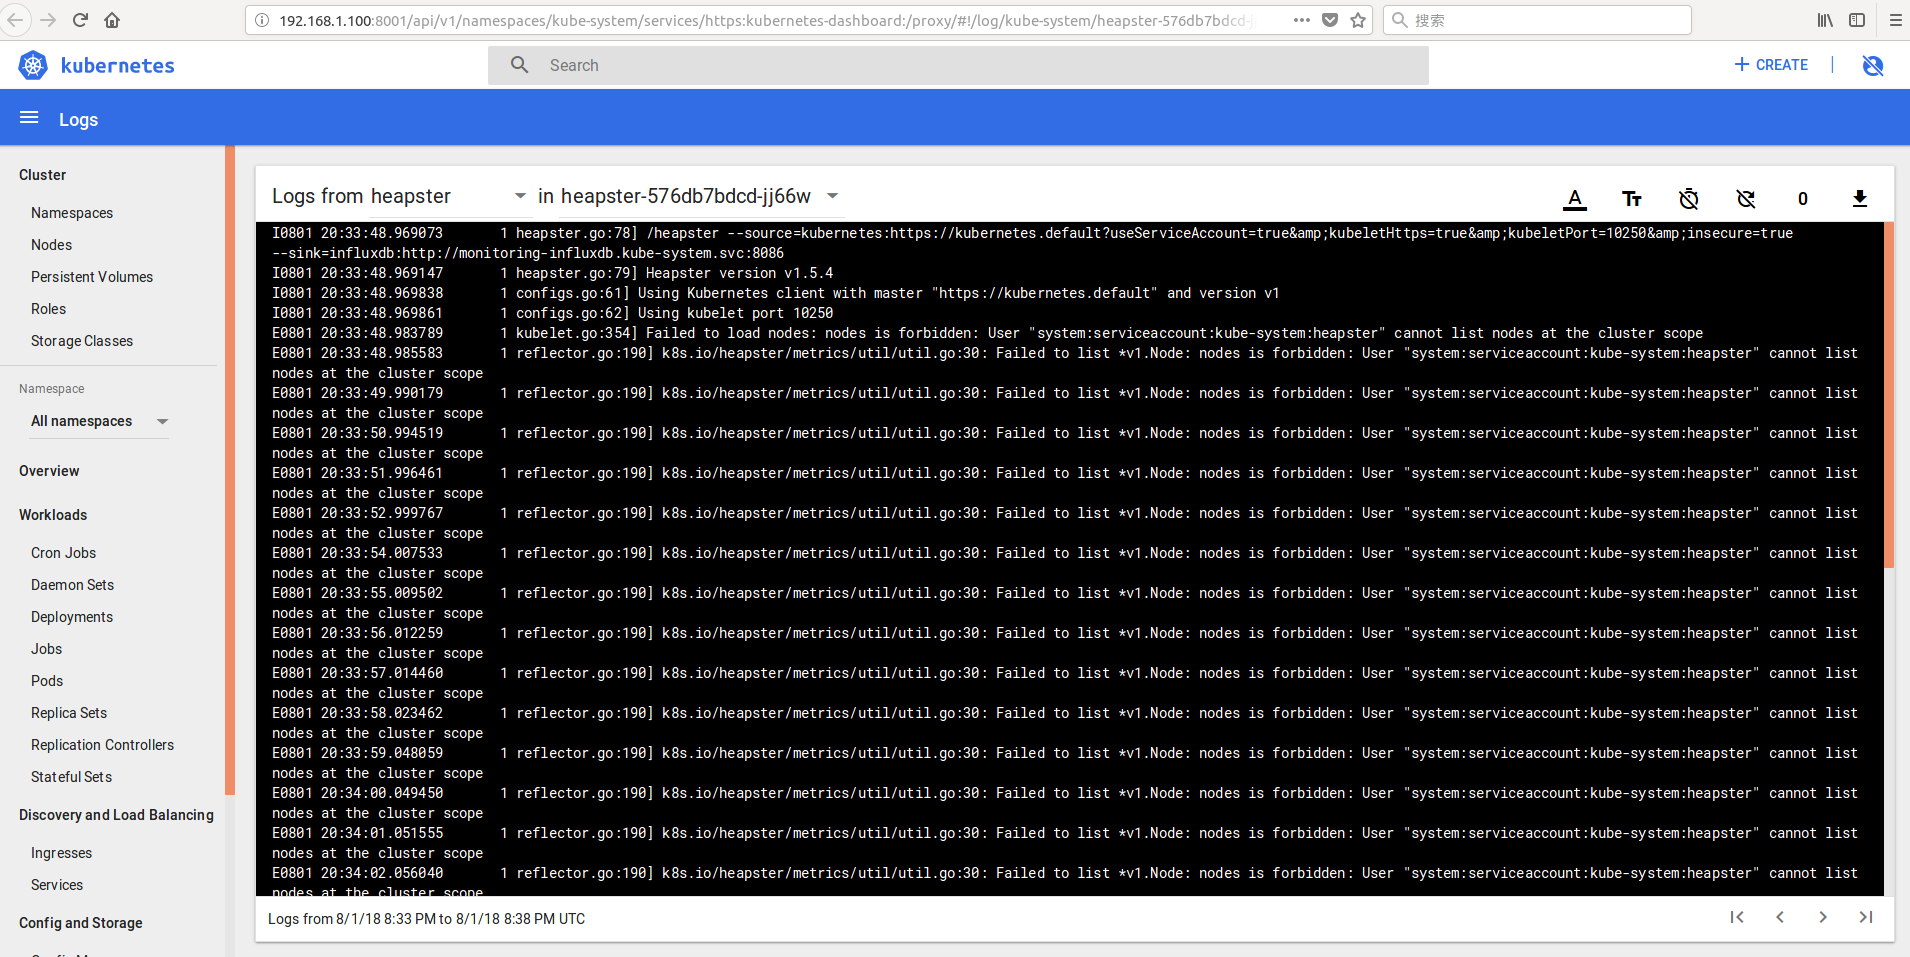 192.168.1.100:8001/api/v1/namespaces/kube-system/services/https:kubernetes-dashboard:/proxy/#!/log/kube-system/heapster-576db7bdcd-j
搜索
kubernetes
Search
CREATE
Logs
Cluster
Namespaces
Nodes
Persistent Volumes
Roles
Storage Classes
Namespace
All namespaces
Overview
Workloads
Cron Jobs
Daemon Sets
Deployments
Jobs
Pods
Replica Sets
Replication Controllers
Stateful Sets
Discovery and Load Balancing
Ingresses
Services
Config and Storage
Logs from heapster in heapster-576db7bdcd-jj66w
0
I0801 20:33:48.969073 1 heapster.go:78] /heapster --source=kubernetes:https://kubernetes.default?useServiceAccount=true&amp;kubeletHttps=true&amp;kubeletPort=10250&amp;insecure=true
--sink=influxdb:http://monitoring-influxdb.kube-system.svc:8086
I0801 20:33:48.969147 1 heapster.go:79] Heapster version v1.5.4
I0801 20:33:48.969838 1 configs.go:61] Using Kubernetes client with master "https://kubernetes.default" and version v1
I0801 20:33:48.969861 1 configs.go:62] Using kubelet port 10250
E0801 20:33:48.983789 1 kubelet.go:354] Failed to load nodes: nodes is forbidden: User "system:serviceaccount:kube-system:heapster" cannot list nodes at the cluster scope
E0801 20:33:48.985583 1 reflector.go:190] k8s.io/heapster/metrics/util/util.go:30: Failed to list *v1.Node: nodes is forbidden: User "system:serviceaccount:kube-system:heapster" cannot list
nodes at the cluster scope
E0801 20:33:49.990179 1 reflector.go:190] k8s.io/heapster/metrics/util/util.go:30: Failed to list *v1.Node: nodes is forbidden: User "system:serviceaccount:kube-system:heapster" cannot list
nodes at the cluster scope
E0801 20:33:50.994519 1 reflector.go:190] k8s.io/heapster/metrics/util/util.go:30: Failed to list *v1.Node: nodes is forbidden: User "system:serviceaccount:kube-system:heapster" cannot list
nodes at the cluster scope
E0801 20:33:51.996461 1 reflector.go:190] k8s.io/heapster/metrics/util/util.go:30: Failed to list *v1.Node: nodes is forbidden: User "system:serviceaccount:kube-system:heapster" cannot list
nodes at the cluster scope
E0801 20:33:52.999767 1 reflector.go:190] k8s.io/heapster/metrics/util/util.go:30: Failed to list *v1.Node: nodes is forbidden: User "system:serviceaccount:kube-system:heapster" cannot list
nodes at the cluster scope
E0801 20:33:54.007533 1 reflector.go:190] k8s.io/heapster/metrics/util/util.go:30: Failed to list *v1.Node: nodes is forbidden: User "system:serviceaccount:kube-system:heapster" cannot list
nodes at the cluster scope
E0801 20:33:55.009502 1 reflector.go:190] k8s.io/heapster/metrics/util/util.go:30: Failed to list *v1.Node: nodes is forbidden: User "system:serviceaccount:kube-system:heapster" cannot list
nodes at the cluster scope
E0801 20:33:56.012259 1 reflector.go:190] k8s.io/heapster/metrics/util/util.go:30: Failed to list *v1.Node: nodes is forbidden: User "system:serviceaccount:kube-system:heapster" cannot list
nodes at the cluster scope
E0801 20:33:57.014460 1 reflector.go:190] k8s.io/heapster/metrics/util/util.go:30: Failed to list *v1.Node: nodes is forbidden: User "system:serviceaccount:kube-system:heapster" cannot list
nodes at the cluster scope
E0801 20:33:58.023462 1 reflector.go:190] k8s.io/heapster/metrics/util/util.go:30: Failed to list *v1.Node: nodes is forbidden: User "system:serviceaccount:kube-system:heapster" cannot list
nodes at the cluster scope
E0801 20:33:59.048059 1 reflector.go:190] k8s.io/heapster/metrics/util/util.go:30: Failed to list *v1.Node: nodes is forbidden: User "system:serviceaccount:kube-system:heapster" cannot list
nodes at the cluster scope
E0801 20:34:00.049450 1 reflector.go:190] k8s.io/heapster/metrics/util/util.go:30: Failed to list *v1.Node: nodes is forbidden: User "system:serviceaccount:kube-system:heapster" cannot list
nodes at the cluster scope
E0801 20:34:01.051555 1 reflector.go:190] k8s.io/heapster/metrics/util/util.go:30: Failed to list *v1.Node: nodes is forbidden: User "system:serviceaccount:kube-system:heapster" cannot list
nodes at the cluster scope
E0801 20:34:02.056040 1 reflector.go:190] k8s.io/heapster/metrics/util/util.go:30: Failed to list *v1.Node: nodes is forbidden: User "system:serviceaccount:kube-system:heapster" cannot list
nodes at the cluster scope
Logs from 8/1/18 8:33 PM to 8/1/18 8:38 PM UTC